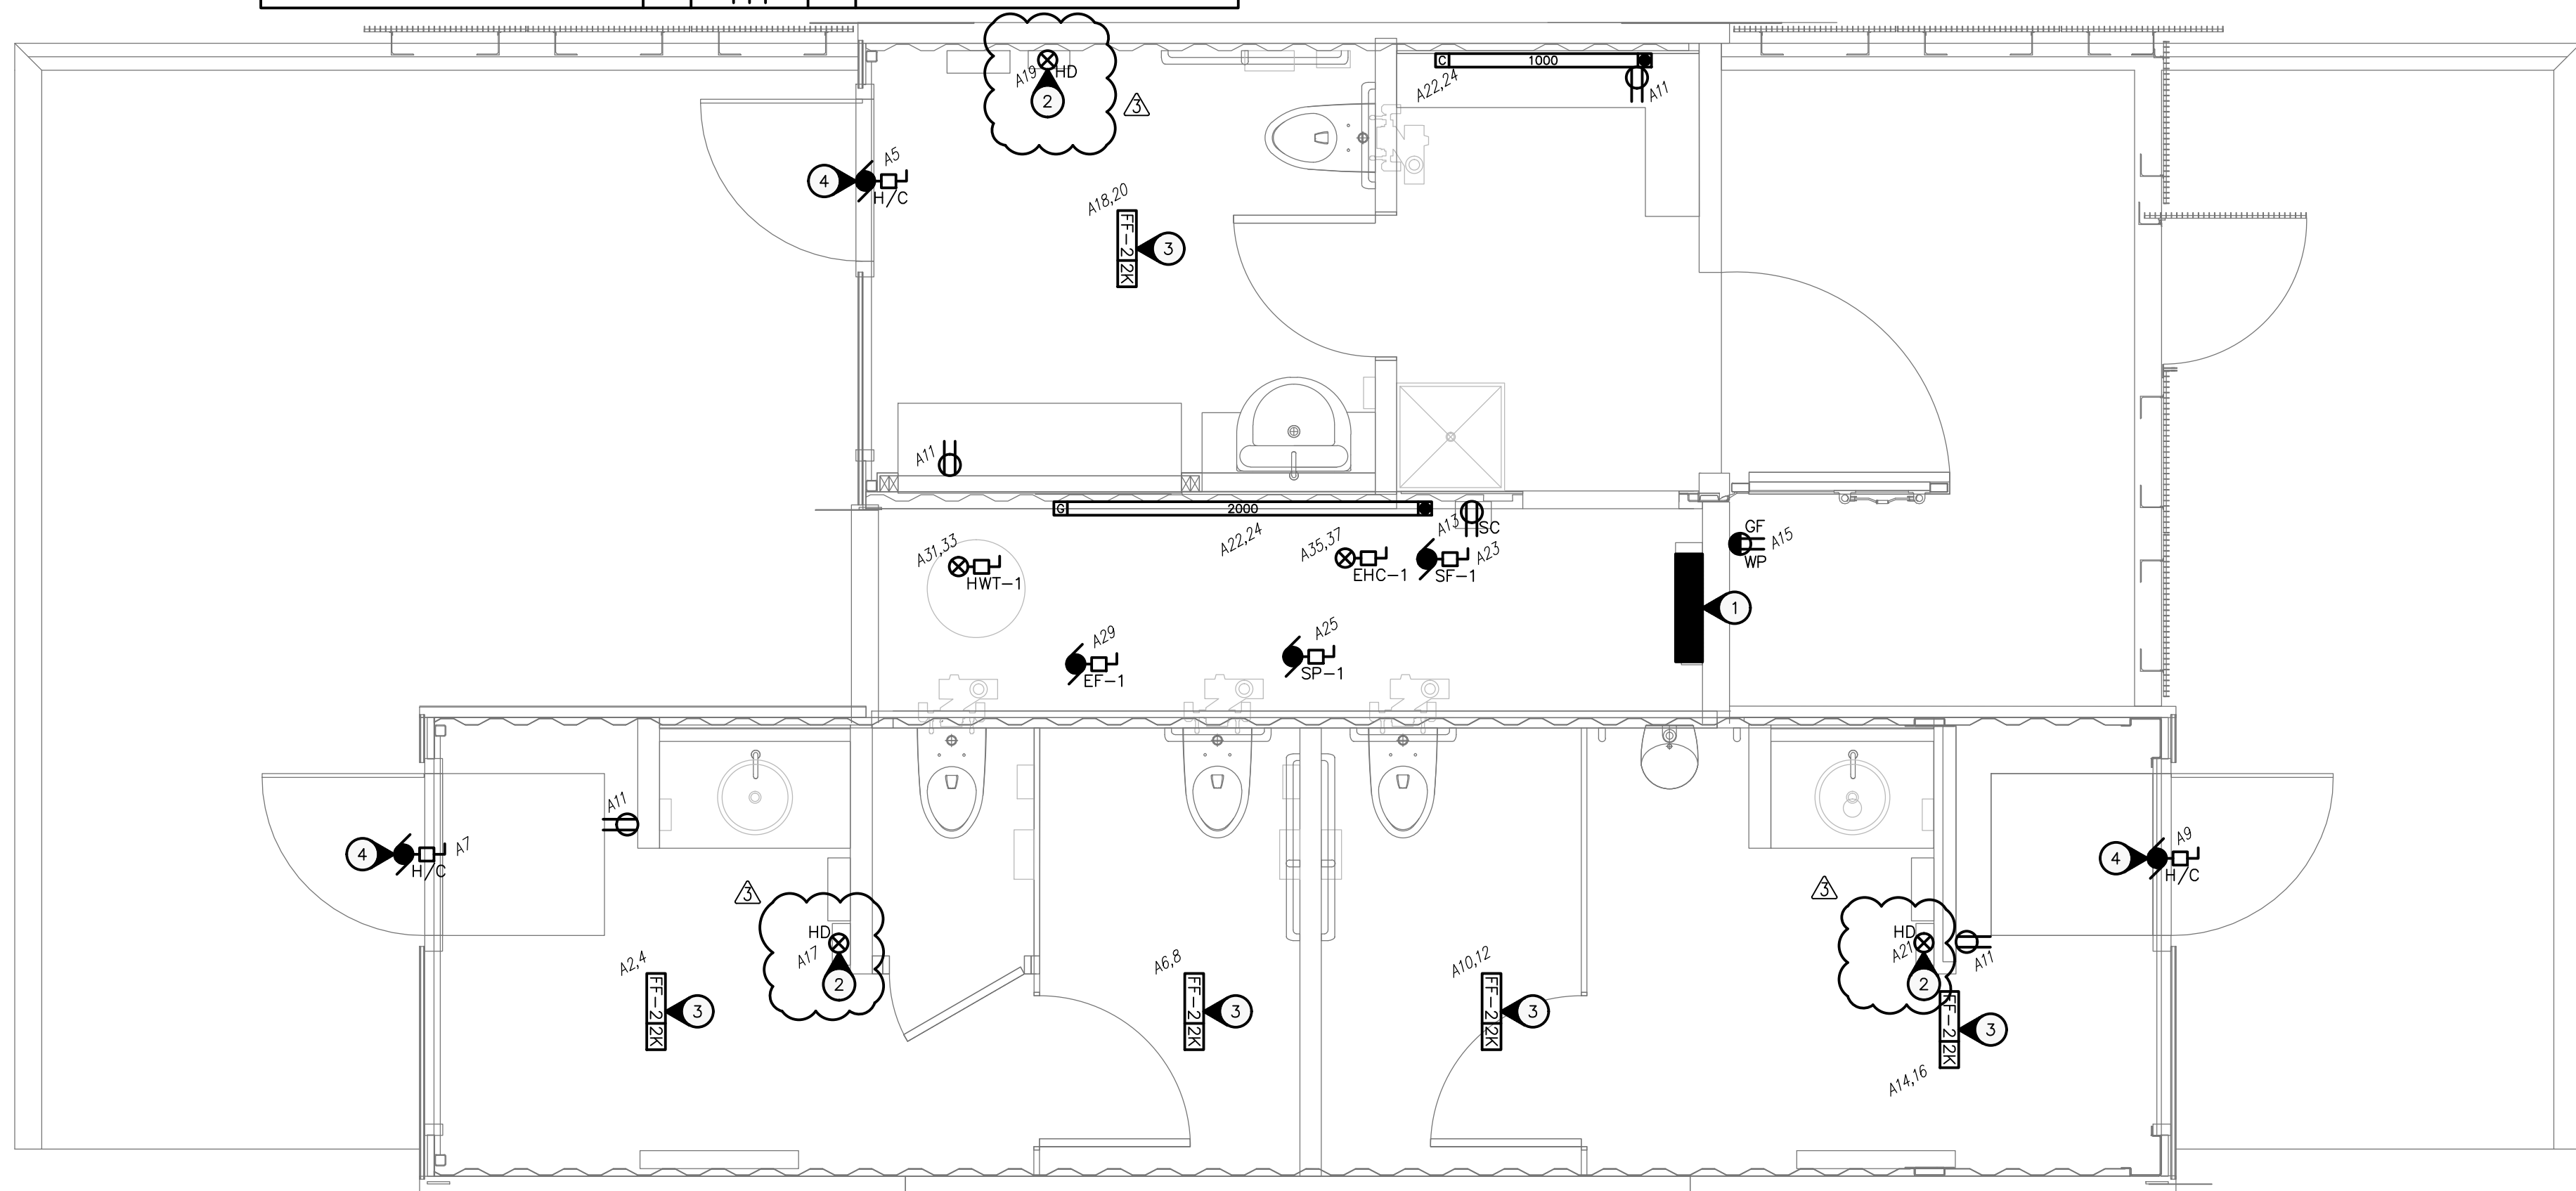 A19
HD
2
3
C
1000
A22,24
A11
A5
4
H/C
A18,20
FF-2
2K
3
A11
G
2000
A22,24
A13
SC
A31,33
HWT-1
A35,37
EHC-1
A23
SF-1
GF
A15
WP
1
A29
EF-1
A25
SP-1
A11
4
A7
H/C
A9
4
H/C
3
HD
A17
2
3
HD
A21
2
A11
A2,4
FF-2
2K
3
A6,8
FF-2
2K
3
A10,12
FF-2
2K
3
FF-2
2K
3
A14,16